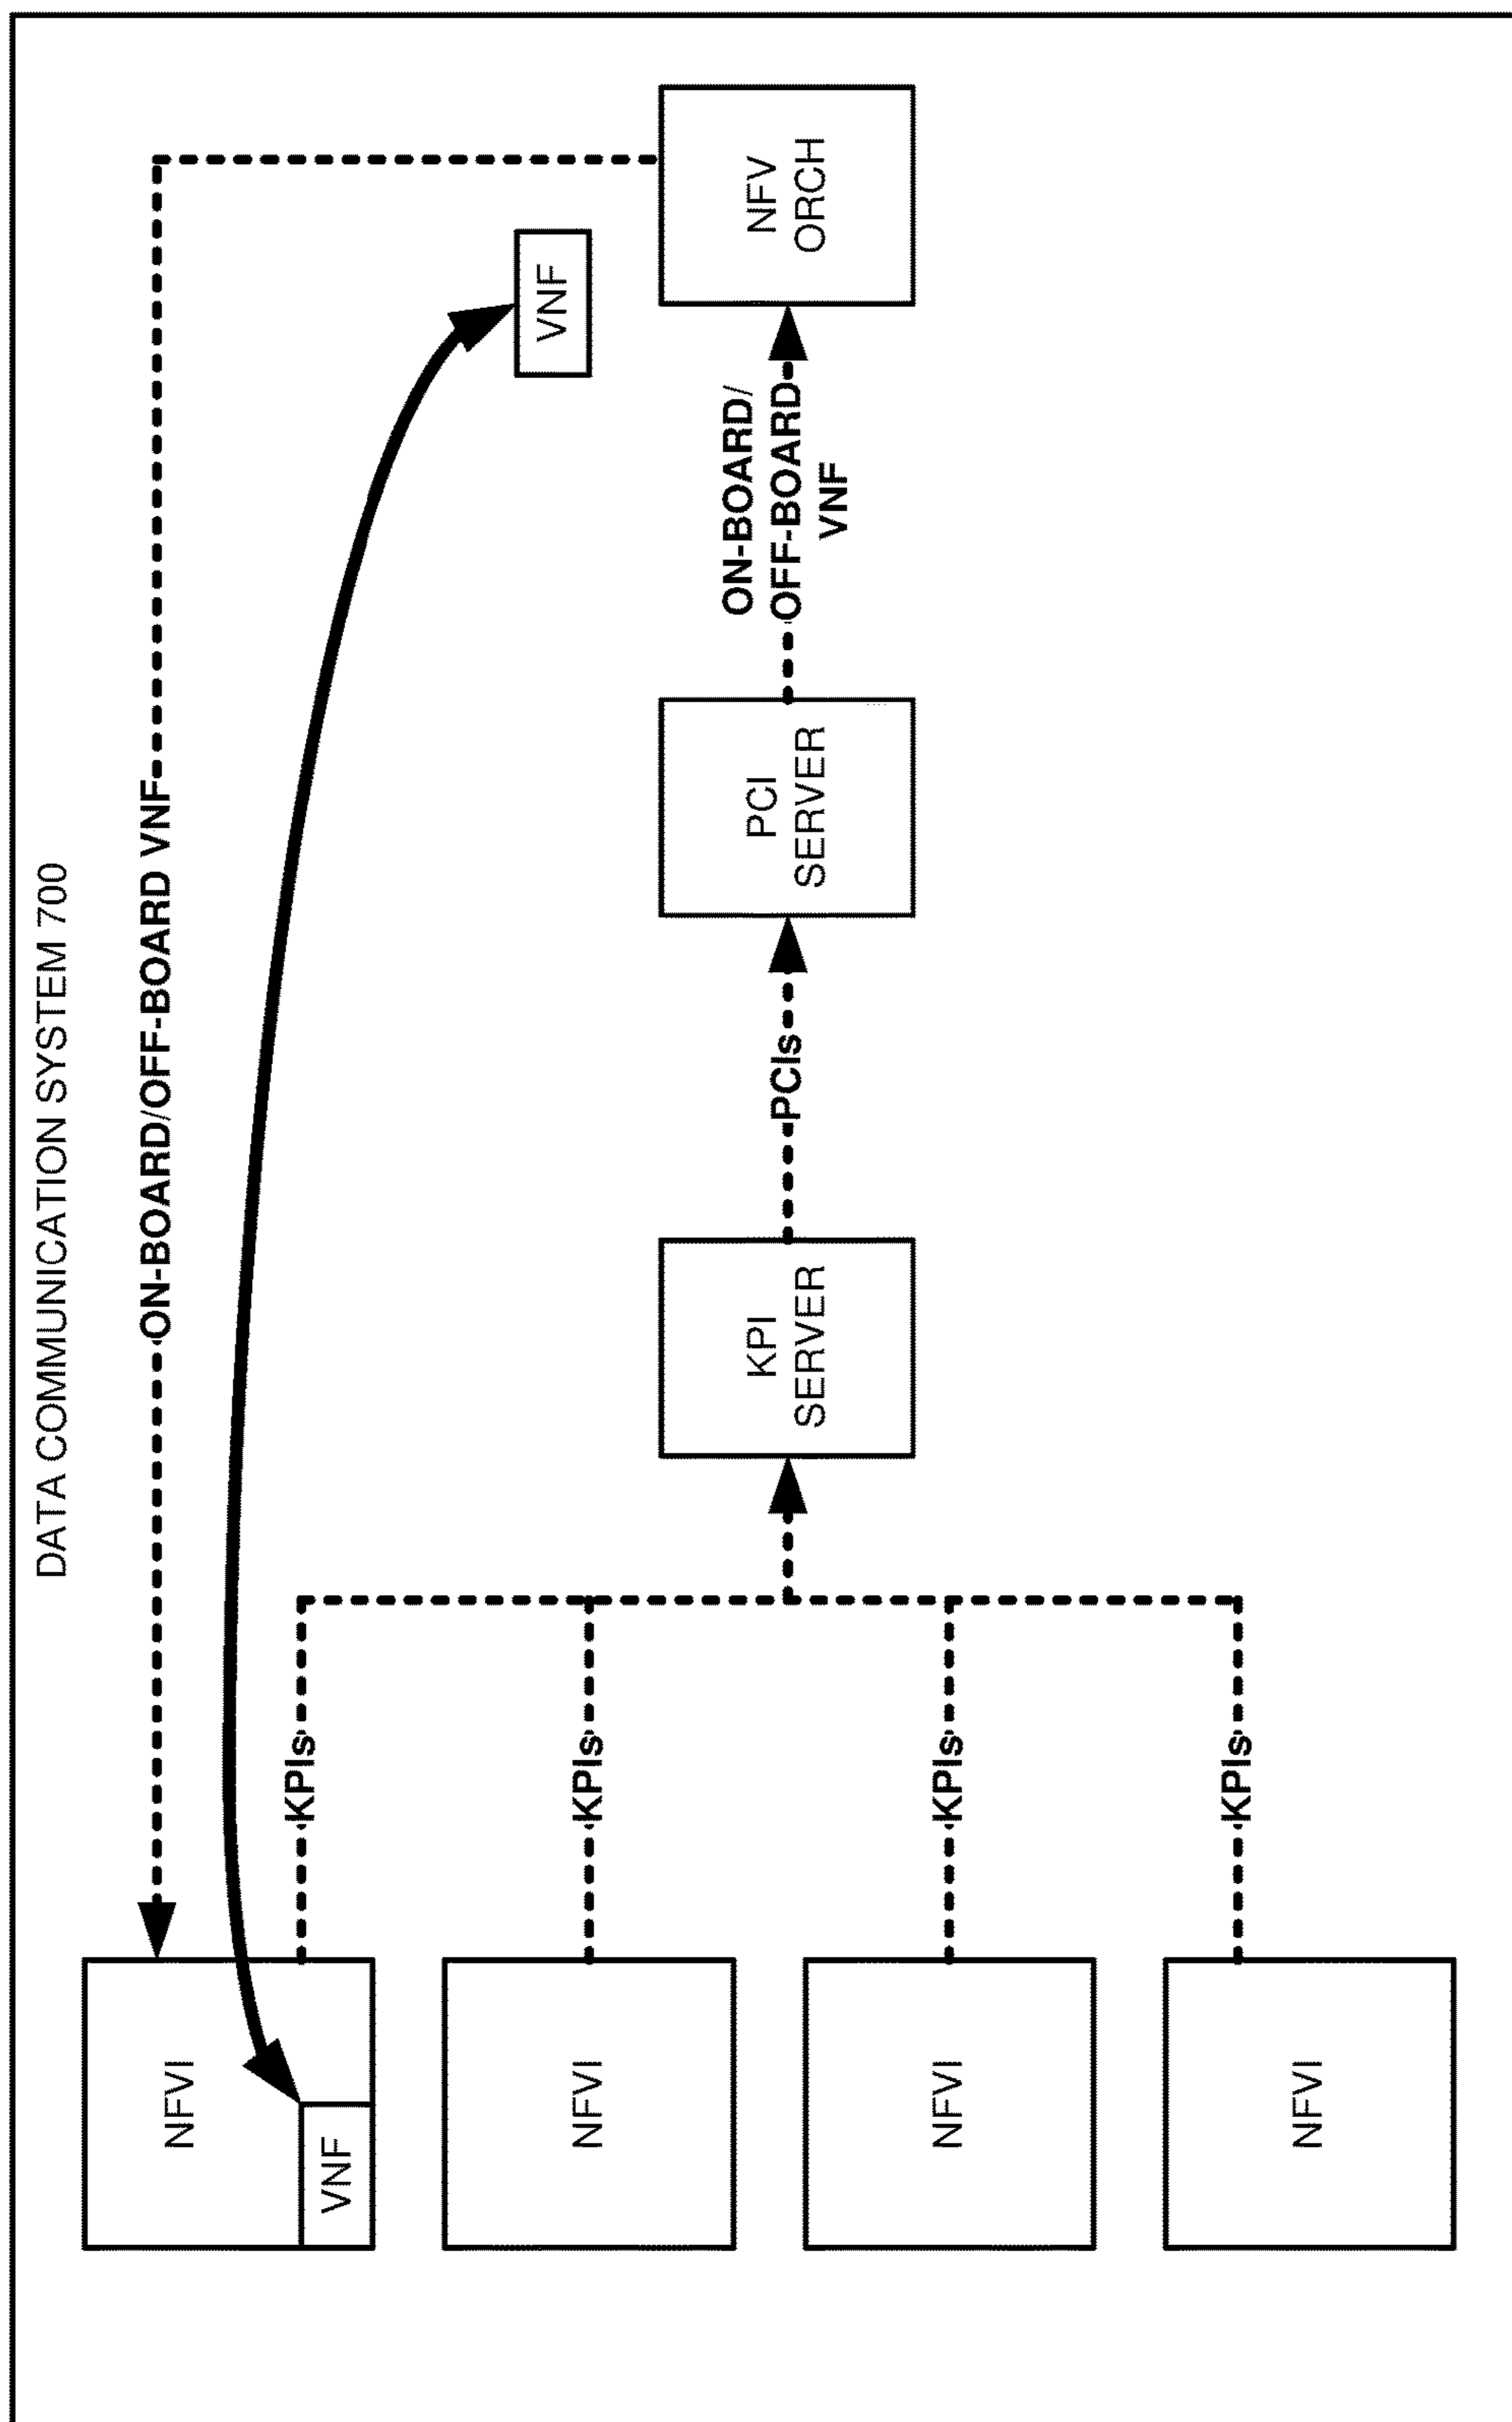 DATA COMMUNICATION SYSTEM 700
ON-BOARD/OFF-BOARD VNF
NFVI
KPIs
VNF
VNF
NFVI
KPIs
KPI
SERVER
PCIs
PCI
SERVER
ON-BOARD/
OFF-BOARD
VNF
NFV
ORCH
NFVI
KPIs
NFVI
KPIs